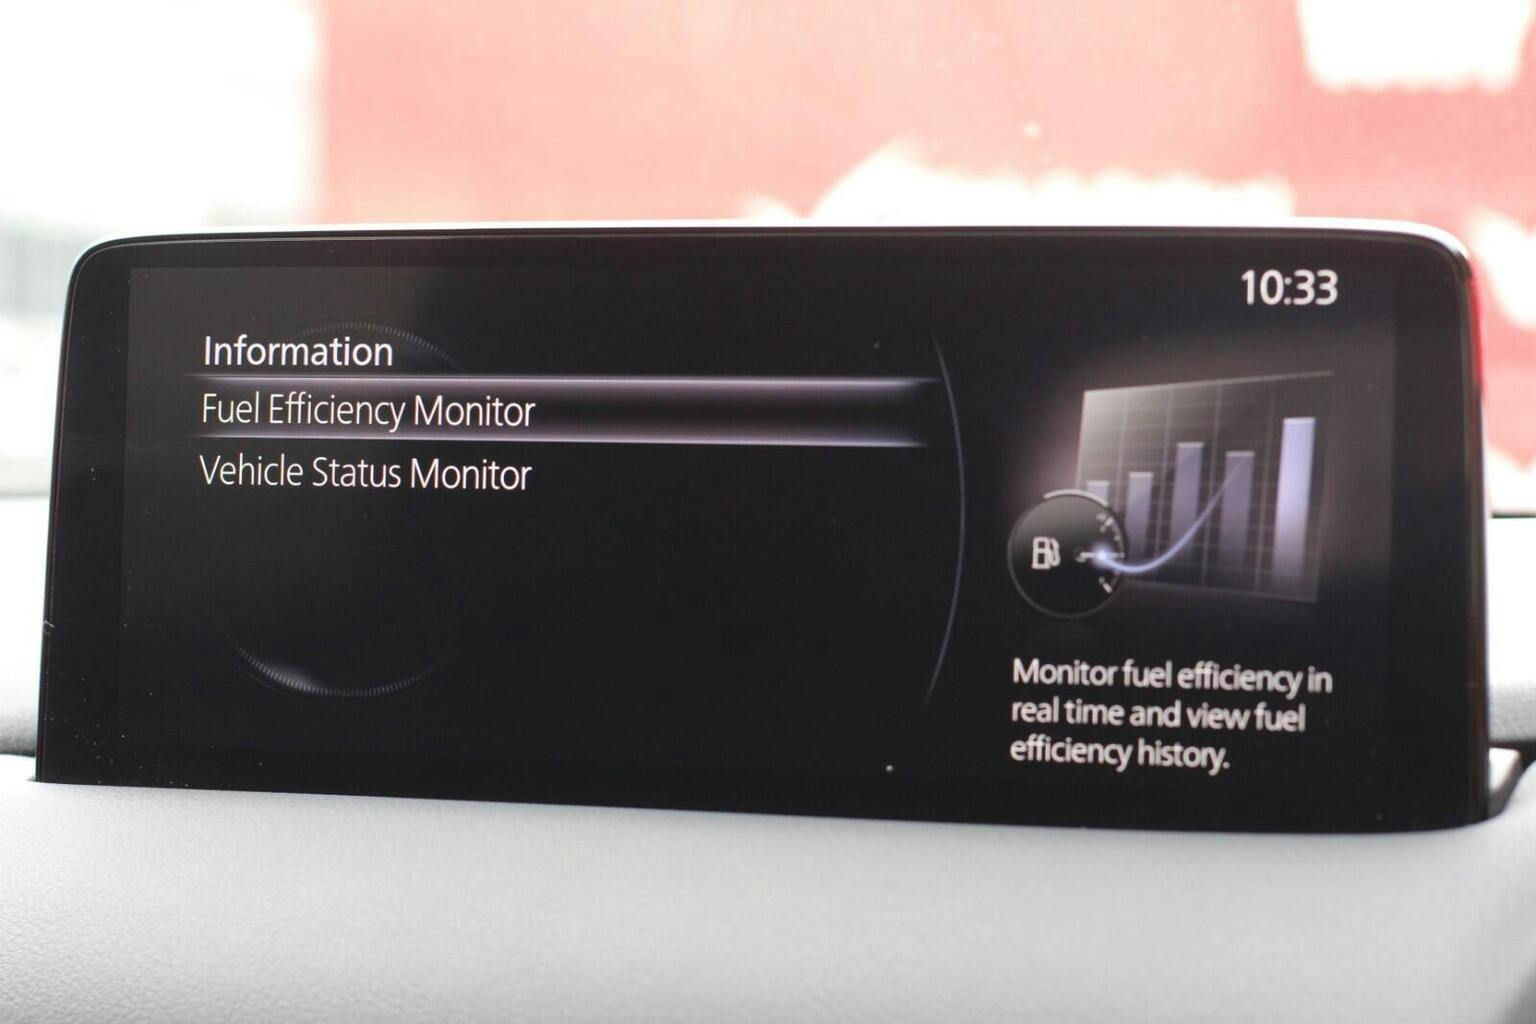 10:33
Information
Fuel Efficiency Monitor
Vehicle Status Monitor
Monitor fuel efficiency in
real time and view fuel
efficiency history.